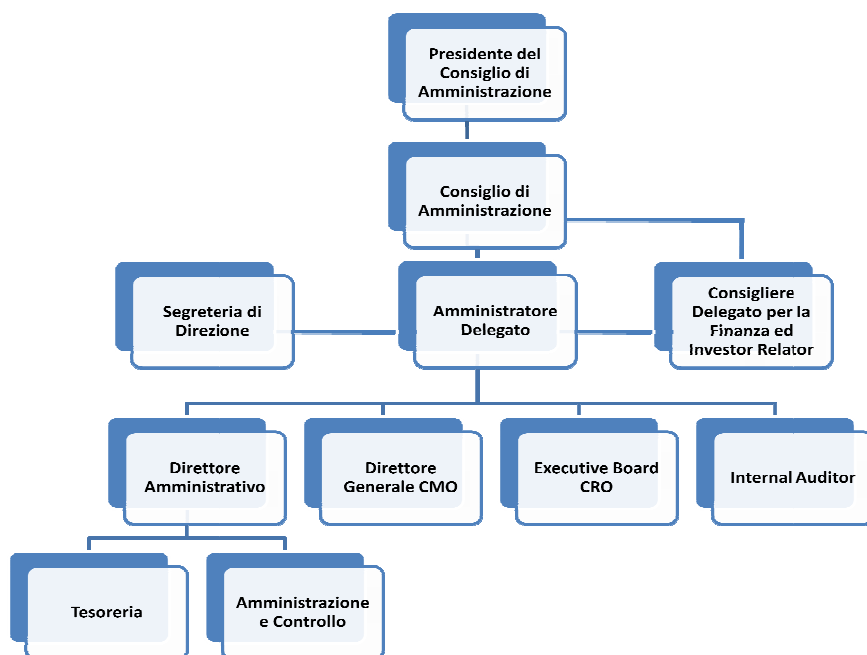 Presidente del
Consiglio di
Amministrazione
Consiglio di
Amministrazione
Segreteria di
Direzione
Amministratore
Delegato
Consigliere
Delegato per la
Finanza ed
Investor Relator
Direttore
Amministrativo
Direttore
Generale CMO
Executive Board
CRO
Internal Auditor
Tesoreria
Amministrazione
e Controllo